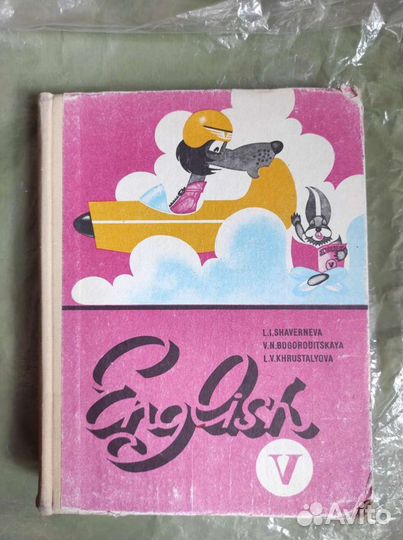 V
L.I.SHAVERNEVA
V.N.BOGORODITSKAYA
L.V.KHRUSTALYOVA
English
V
Avito